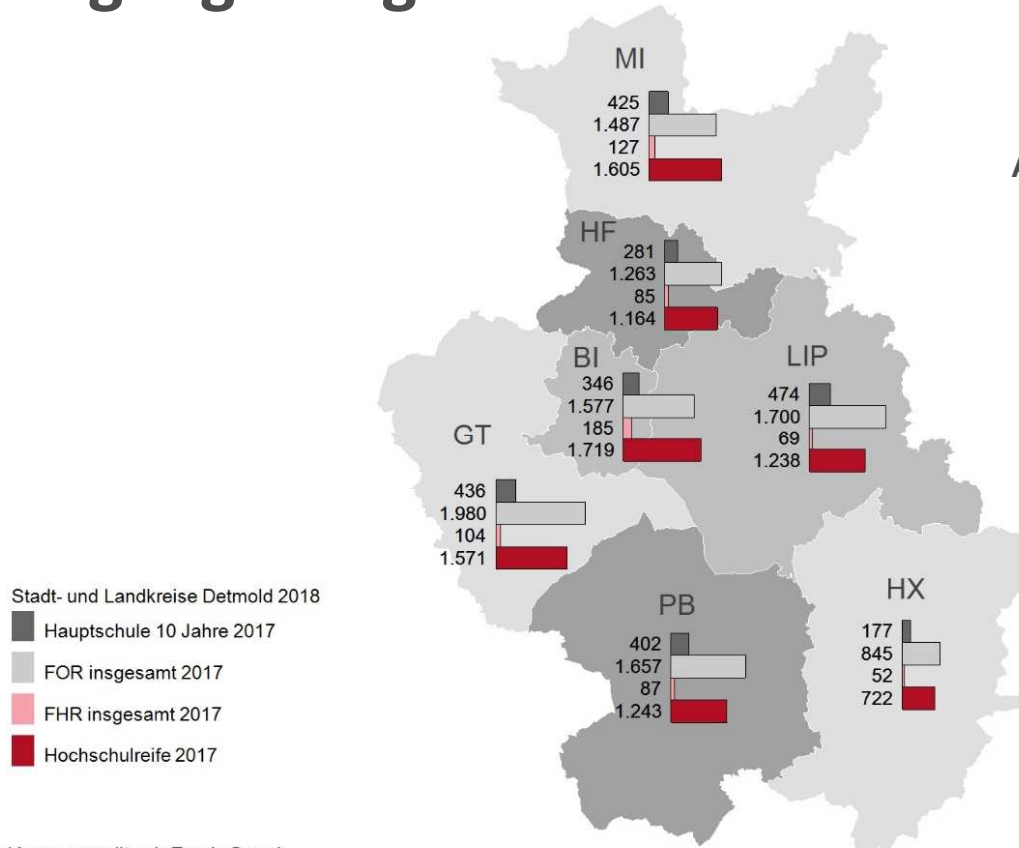 MI
425
1.487
127
1.605
HF
281
1.263
85
1.164
BI
346
1.577
185
1.719
LIP
474
1.700
69
1.238
GT
436
1.980
104
1.571
PB
402
1.657
87
1.243
HX
177
845
52
722
Stadt- und Landkreise Detmold 2018
Hauptschule 10 Jahre 2017
FOR insgesamt 2017
FHR insgesamt 2017
Hochschulreife 2017